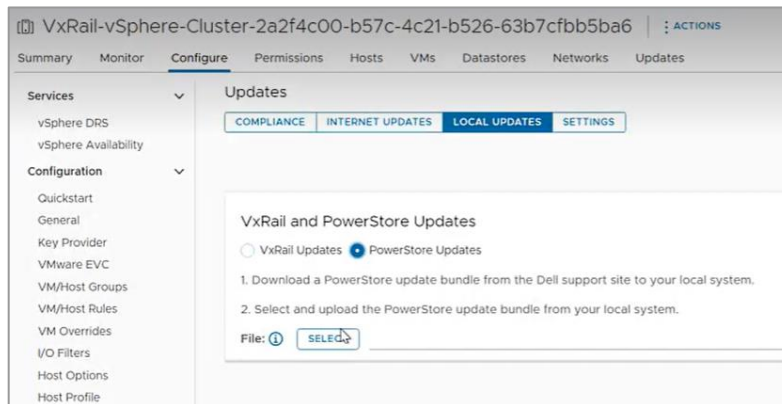 VxRail-vSphere-Cluster-2a2f4c00-b57c-4c21-b526-63b7cfbb5ba6 ACTIONS
Summary Monitor Configure Permissions Hosts VMs Datastores Networks Updates
Services
vSphere DRS
vSphere Availability
Configuration
Quickstart
General
Key Provider
VMware EVC
VM/Host Groups
VM/Host Rules
VM Overrides
I/O Filters
Host Options
Host Profile
Updates
COMPLIANCE INTERNET UPDATES LOCAL UPDATES SETTINGS
VxRail and PowerStore Updates
VxRail Updates PowerStore Updates
1. Download a PowerStore update bundle from the Dell support site to your local system.
2. Select and upload the PowerStore update bundle from your local system.
File: SELECT